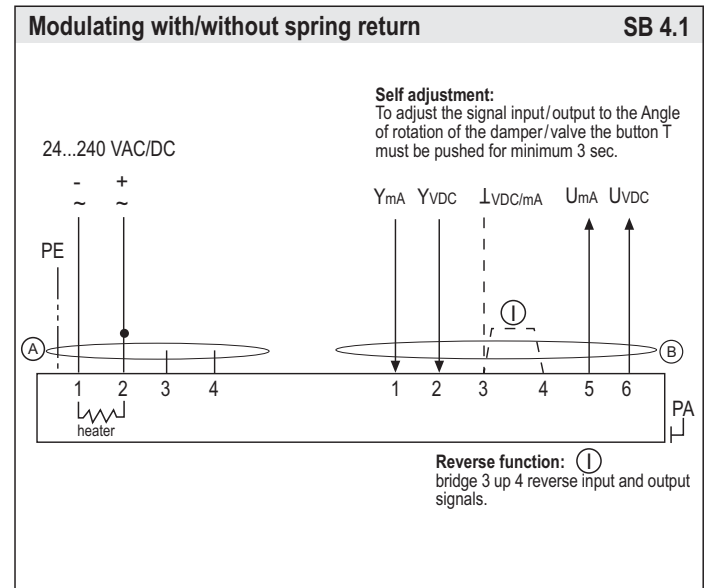 Modulating with/without spring return SB 4.1
Self adjustment:
To adjust the signal input/output to the Angle
of rotation of the damper/valve the button T
must be pushed for minimum 3 sec.
24...240 VAC/DC
- +
~ ~
YmA YVDC ⊥VDC/mA UmA UVDC
PE
I
A B
1 2 3 4 1 2 3 4 5 6
PA
heater
Reverse function: I
bridge 3 up 4 reverse input and output
signals.